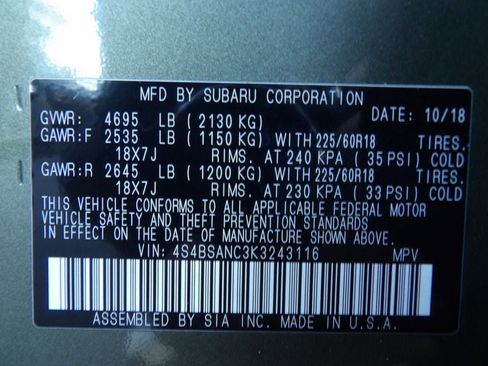 MFD BY SUBARU CORPORATION
GVWR: 4695 LB (2130 KG) DATE: 10/18
GAWR:F 2535 LB (1150 KG) WITH 225/60R18 TIRES.
18X7J RIMS. AT 240 KPA (35 PSI) COLD
GAWR:R 2645 LB (1200 KG) WITH 225/60R18 TIRES.
18X7J RIMS. AT 230 KPA (33 PSI) COLD
THIS VEHICLE CONFORMS TO ALL APPLICABLE FEDERAL MOTOR
VEHICLE SAFETY AND THEFT PREVENTION STANDARDS
IN EFFECT ON THE DATE OF MANUFACTURE SHOWN ABOVE.
VIN: 4S4BSANC3K3243116 MPV
ASSEMBLED BY SIA INC. MADE IN U.S.A.